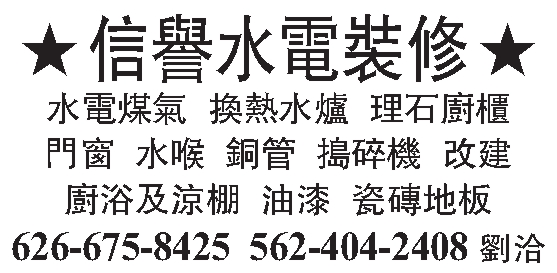 ★信譽水電裝修★
水電煤氣 換熱水爐 理石廚櫃
門窗 水喉 銅管 搗碎機 改建
廚浴及涼棚 油漆 瓷磚地板
626-675-8425 562-404-2408 劉洽